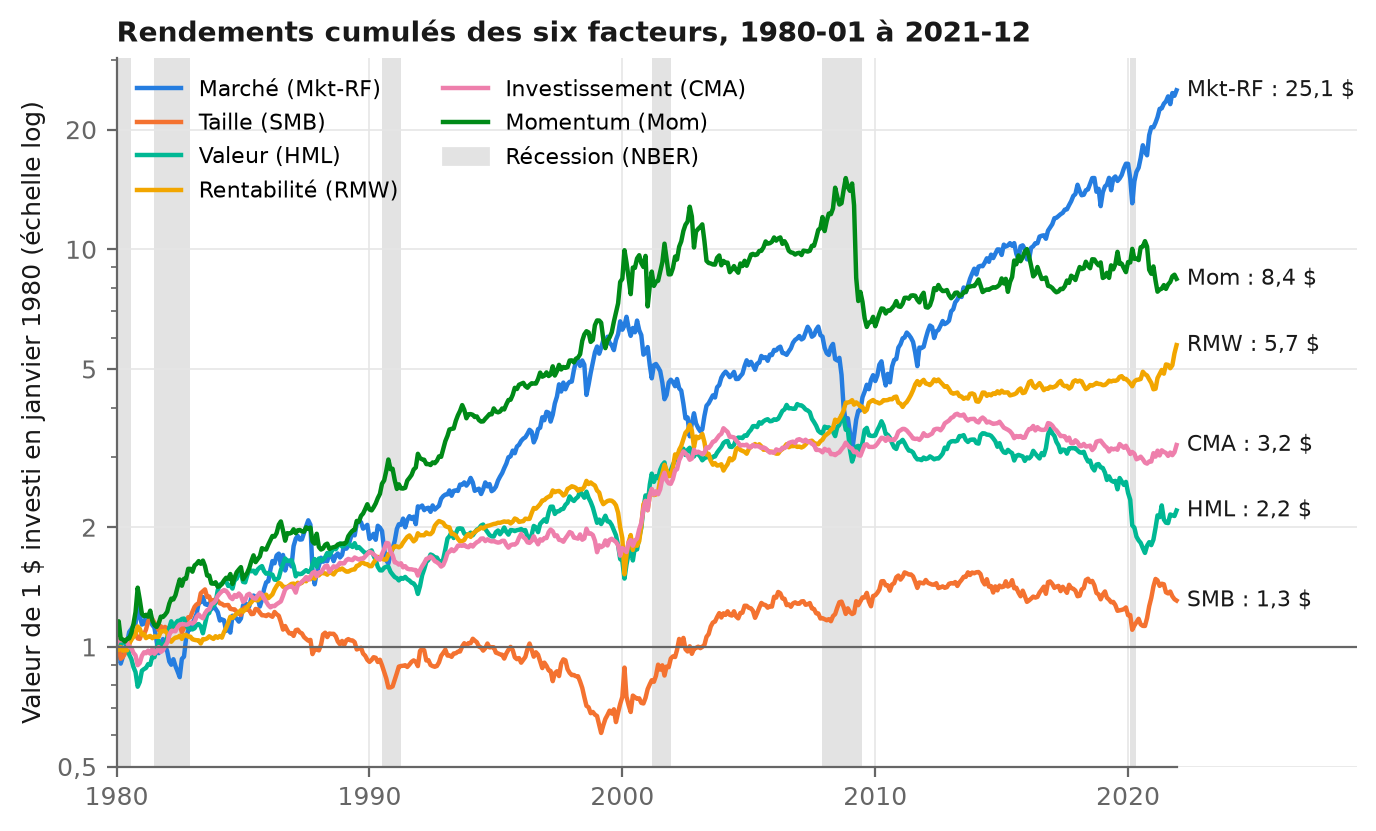 Rendements cumulés des six facteurs, 1980-01 à 2021-12
Valeur de 1 $ investi en janvier 1980 (échelle log)
Marché (Mkt-RF)
Taille (SMB)
Valeur (HML)
Rentabilité (RMW)
Investissement (CMA)
Momentum (Mom)
Récession (NBER)
20
10
5
2
1
0,5
1980
1990
2000
2010
2020
Mkt-RF : 25,1 $
Mom : 8,4 $
RMW : 5,7 $
CMA : 3,2 $
HML : 2,2 $
SMB : 1,3 $